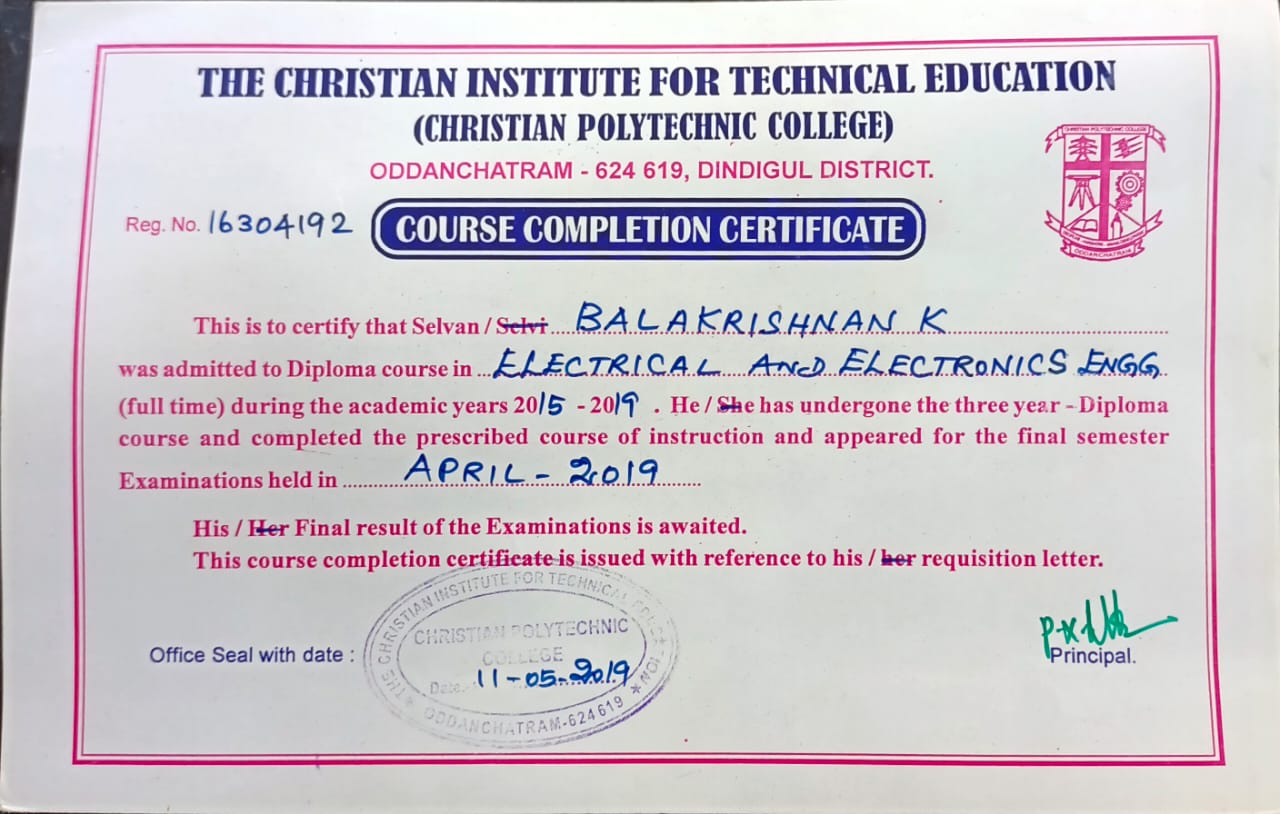 THE CHRISTIAN INSTITUTE FOR TECHNICAL EDUCATION
(CHRISTIAN POLYTECHNIC COLLEGE)
ODDANCHATRAM - 624 619, DINDIGUL DISTRICT.
CHRISTIAN POLYTECHNIC COLLEGE
ODDANCHATRAM
Reg. No. 16304192
COURSE COMPLETION CERTIFICATE
This is to certify that Selvan / Selvi BALAKRISHNAN K
was admitted to Diploma course in ELECTRICAL AND ELECTRONICS ENGG
(full time) during the academic years 2015 - 2019 . He / She has undergone the three year - Diploma
course and completed the prescribed course of instruction and appeared for the final semester
Examinations held in APRIL - 2019
His / Her Final result of the Examinations is awaited.
This course completion certificate is issued with reference to his / her requisition letter.
Office Seal with date :
THE CHRISTIAN INSTITUTE FOR TECHNICAL EDUCATION
CHRISTIAN POLYTECHNIC
COLLEGE
Date. 11-05-2019
ODDANCHATRAM-624 619
Principal.